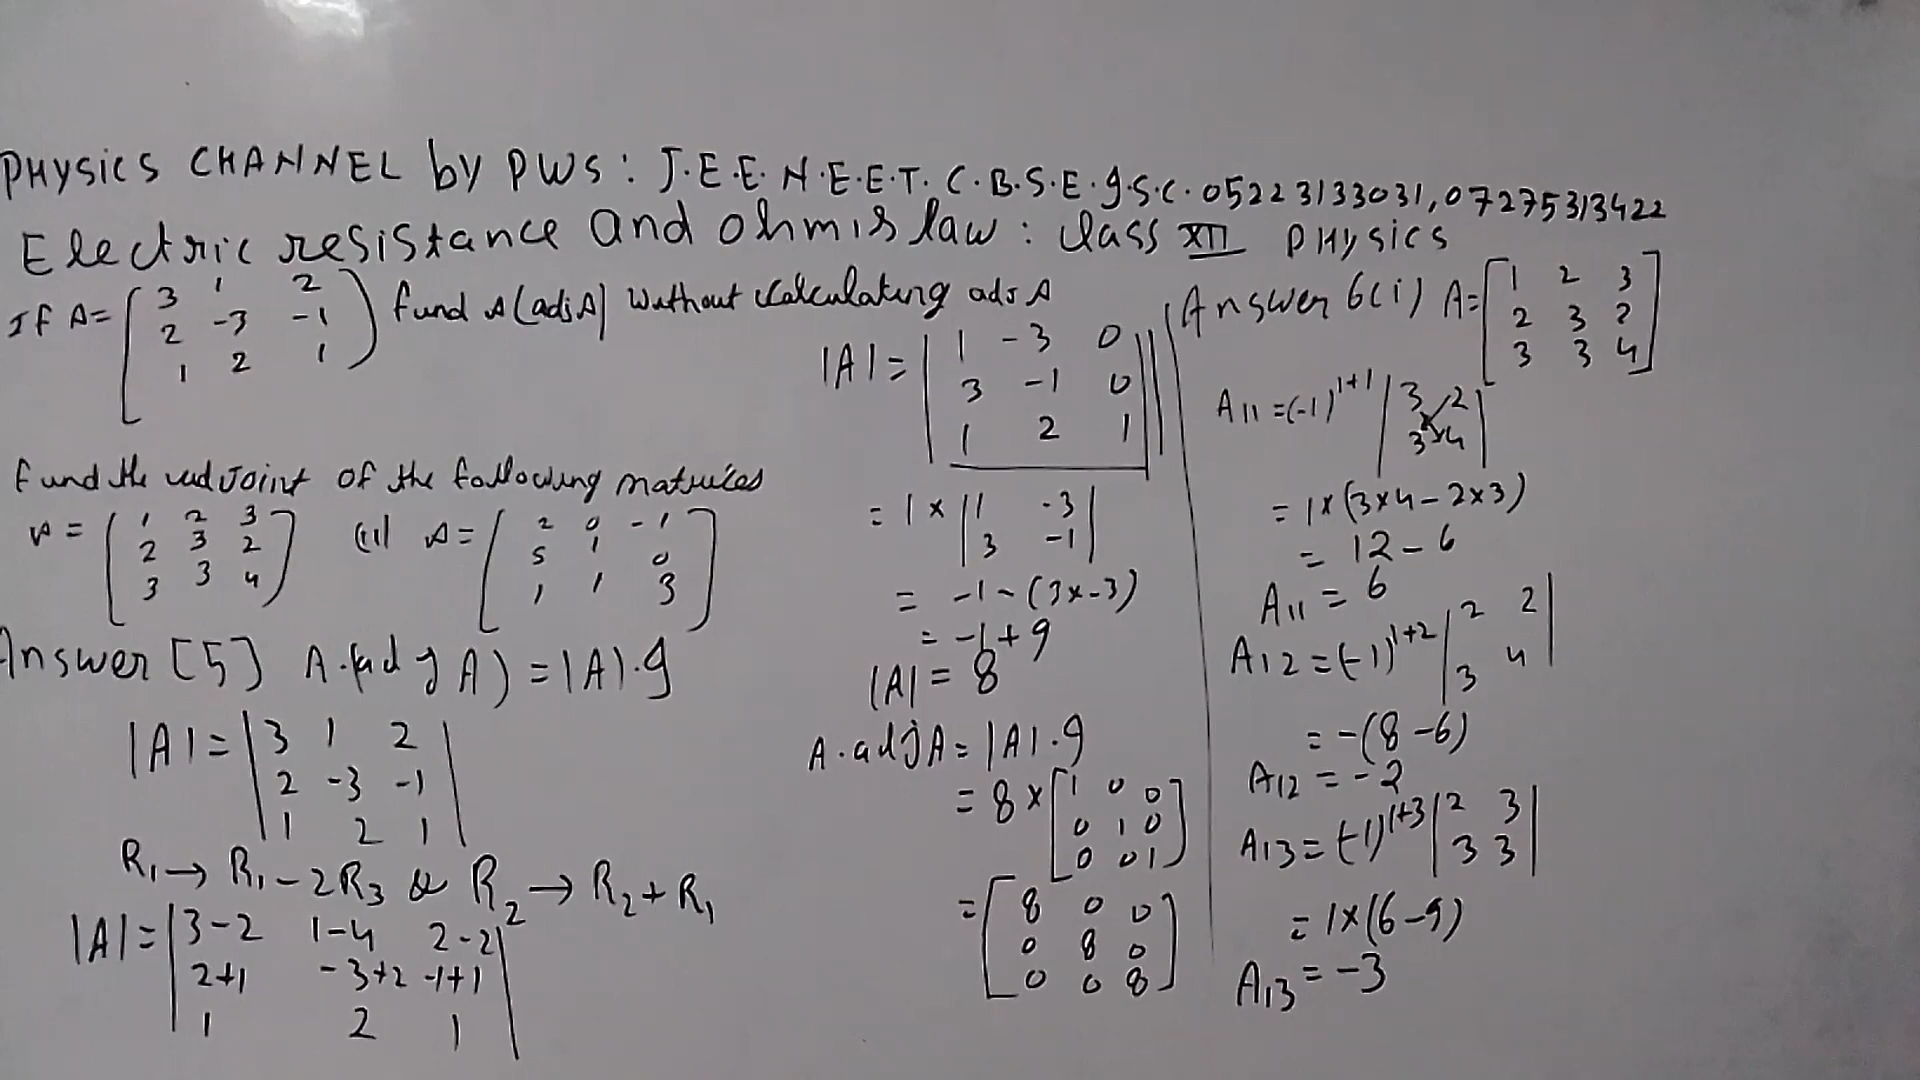 PHYSICS CHANNEL by PWS : J.E.E. N.E.E.T. C.B.S.E. I.S.C. 05223133031, 07275313422
Electric resistance and ohm's law : class XII PHYSICS
If A = [ 3 1 2
2 -3 -1
1 2 1 ] fund A(adjA) without calculating adj A
fund the adjoint of the following matrices
A = [ 1 2 3
2 3 2
3 3 4 ]
(ii) A = [ 2 0 -1
5 1 0
1 1 3 ]
Answer [5] A.(adj A) = |A|.I
|A| = | 3 1 2
2 -3 -1
1 2 1 |
R1 → R1 - 2R3 & R2 → R2 + R1
|A| = | 3-2 1-4 2-2
2+1 -3+2 -1+1
1 2 1 |
|A| = | 1 -3 0
3 -1 0
1 2 1 |
= 1 × | 1 -3
3 -1 |
= -1 - (3×-3)
= -1 + 9
|A| = 8
A.adjA = |A|.I
= 8 × [ 1 0 0
0 1 0
0 0 1 ]
= [ 8 0 0
0 8 0
0 0 8 ]
Answer 6(i) A = [ 1 2 3
2 3 2
3 3 4 ]
A11 = (-1)^1+1 | 3 2
3 4 |
= 1×(3×4 - 2×3)
= 12 - 6
A11 = 6
A12 = (-1)^1+2 | 2 2
3 4 |
= -(8-6)
A12 = -2
A13 = (-1)^1+3 | 2 3
3 3 |
= 1×(6-9)
A13 = -3